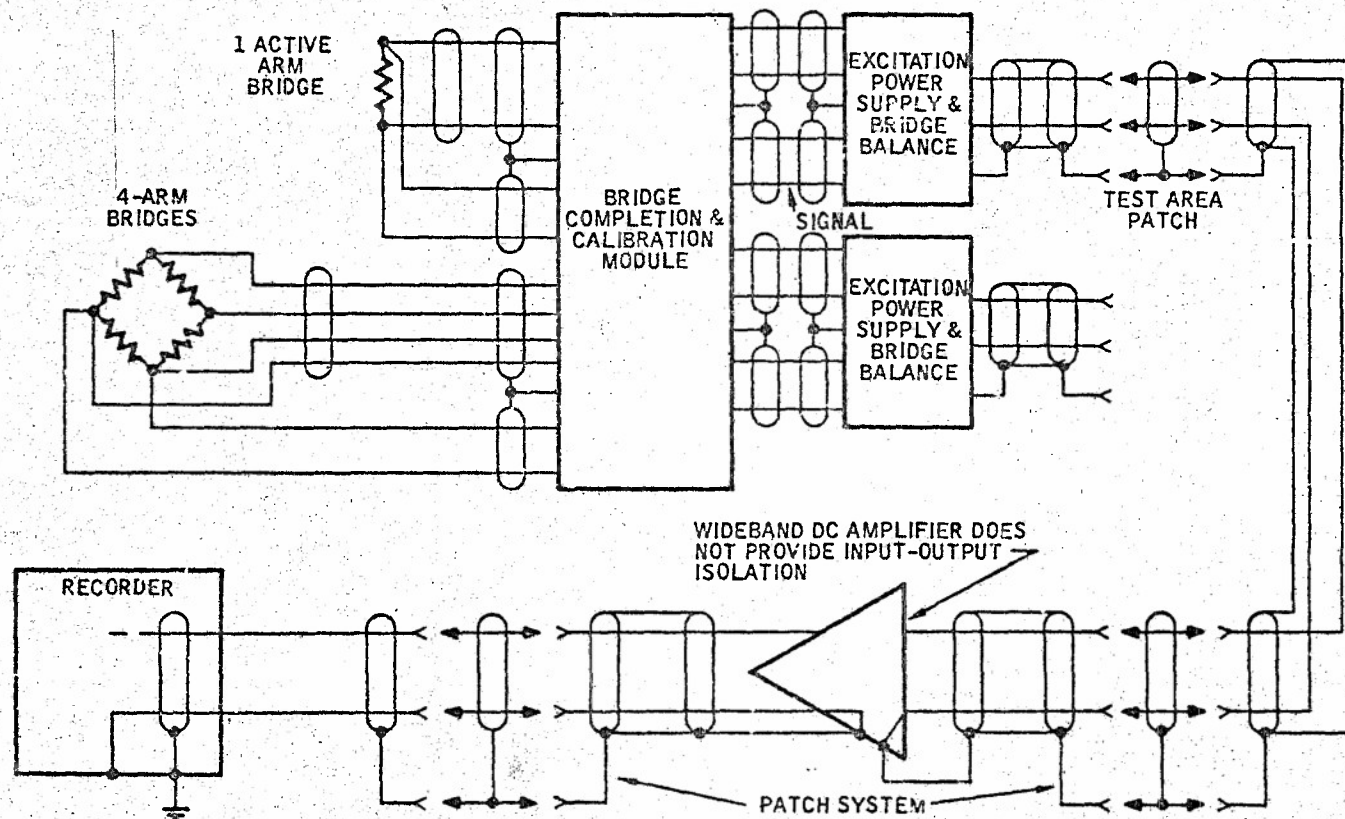 1 ACTIVE
ARM
BRIDGE
4-ARM
BRIDGES
BRIDGE
COMPLETION &
CALIBRATION
MODULE
EXCITATION
POWER
SUPPLY &
BRIDGE
BALANCE
SIGNAL
TEST AREA
PATCH
EXCITATION
POWER
SUPPLY &
BRIDGE
BALANCE
WIDEBAND DC AMPLIFIER DOES
NOT PROVIDE INPUT-OUTPUT
ISOLATION
RECORDER
PATCH SYSTEM